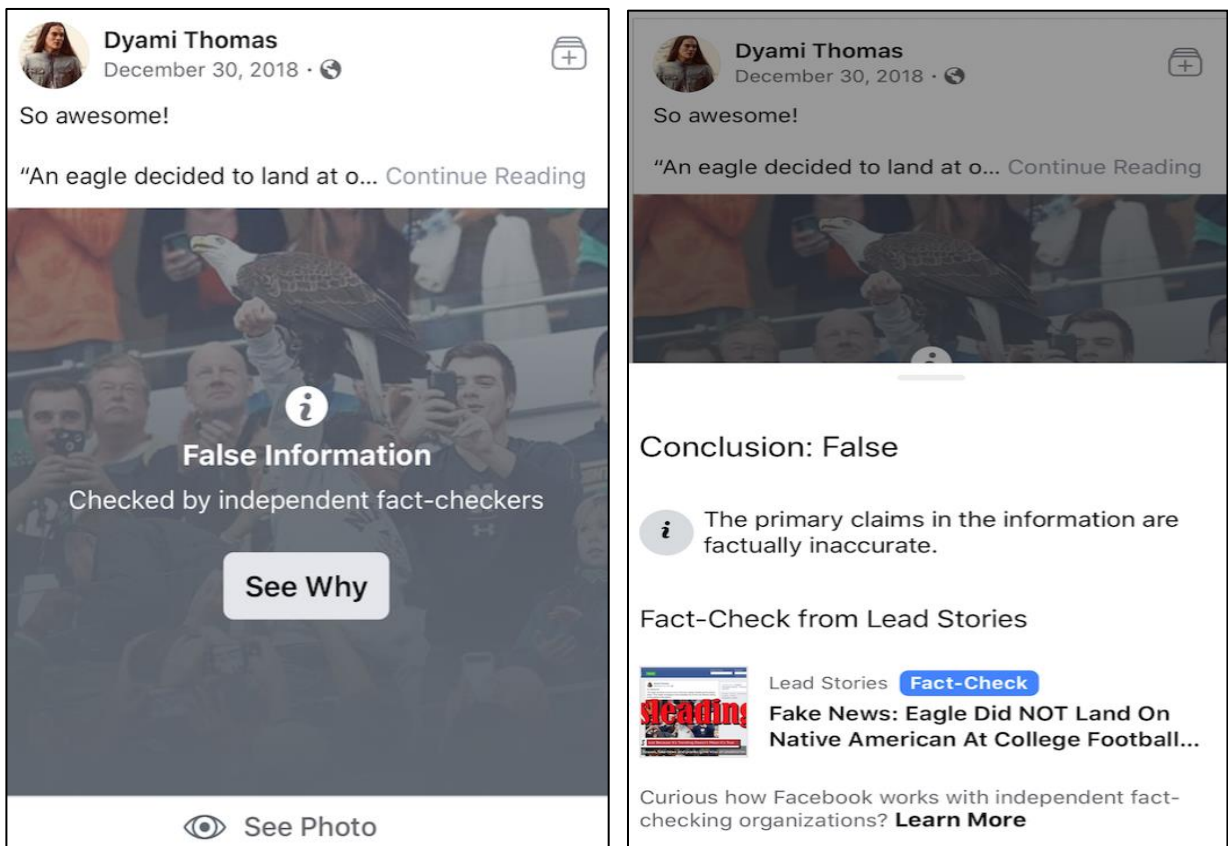 Dyami Thomas
December 30, 2018 ·
So awesome!
“An eagle decided to land at o... Continue Reading
False Information
Checked by independent fact-checkers
See Why
See Photo
Dyami Thomas
December 30, 2018 ·
So awesome!
“An eagle decided to land at o... Continue Reading
Conclusion: False
The primary claims in the information are
factually inaccurate.
Fact-Check from Lead Stories
Lead Stories Fact-Check
Fake News: Eagle Did NOT Land On
Native American At College Football...
Curious how Facebook works with independent fact-
checking organizations? Learn More